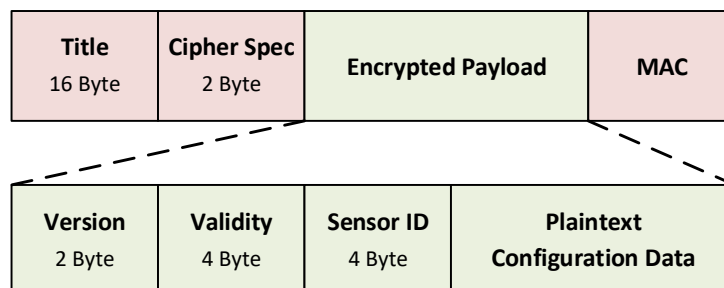 Title
16 Byte
Cipher Spec
2 Byte
Encrypted Payload
MAC
Version
2 Byte
Validity
4 Byte
Sensor ID
4 Byte
Plaintext
Configuration Data